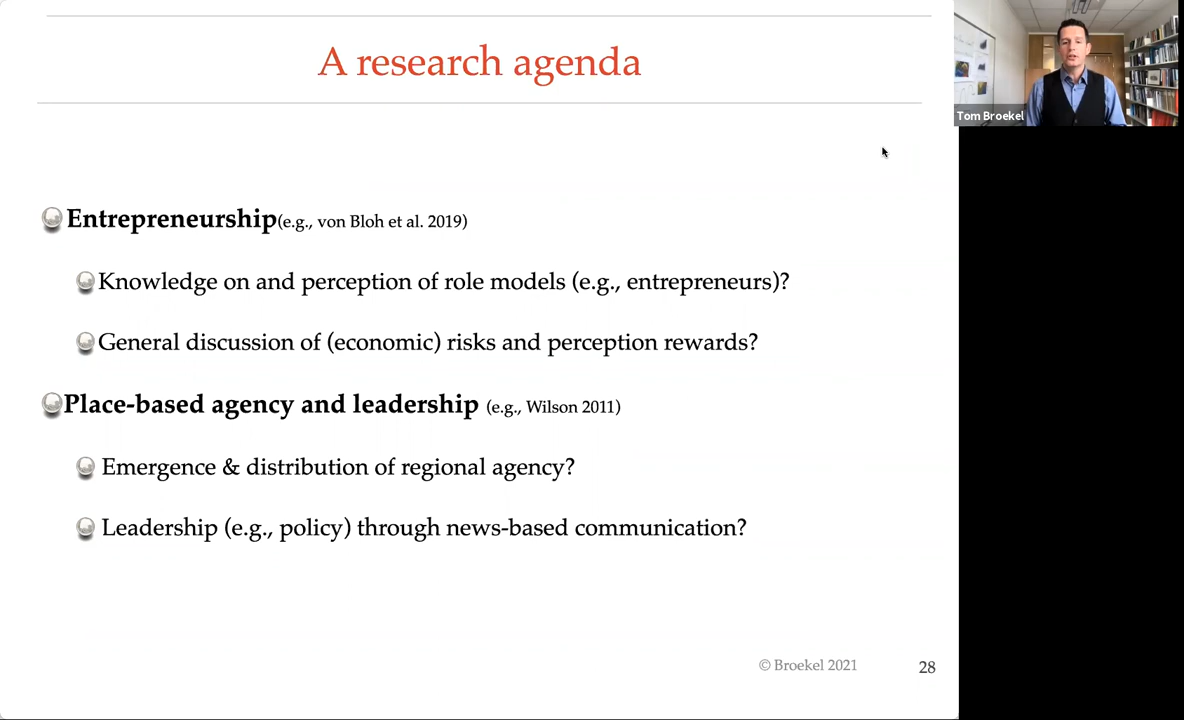 A research agenda
Tom Broekel
Entrepreneurship(e.g., von Bloh et al. 2019)
Knowledge on and perception of role models (e.g., entrepreneurs)?
General discussion of (economic) risks and perception rewards?
Place-based agency and leadership (e.g., Wilson 2011)
Emergence & distribution of regional agency?
Leadership (e.g., policy) through news-based communication?
© Broekel 2021
28